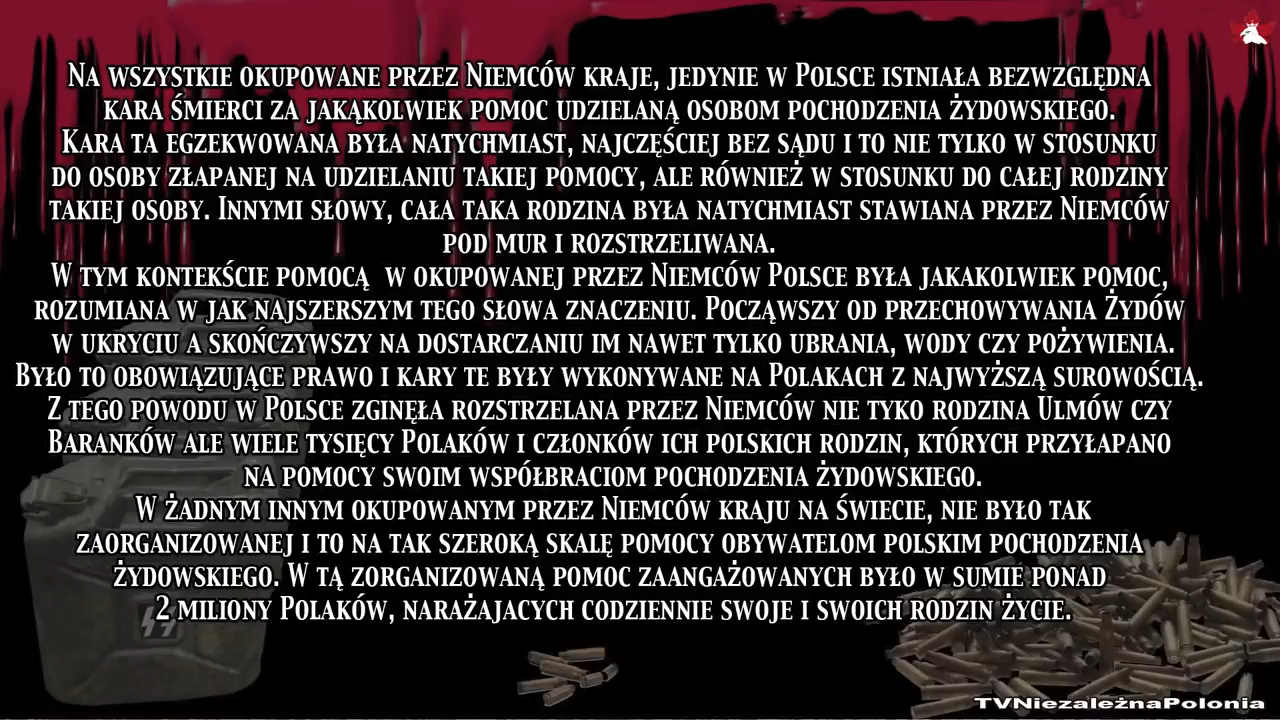 Na wszystkie okupowane przez Niemców kraje, jedynie w Polsce istniała bezwzględna
kara śmierci za jakąkolwiek pomoc udzielaną osobom pochodzenia żydowskiego.
Kara ta egzekwowana była natychmiast, najczęściej bez sądu i to nie tylko w stosunku
do osoby złapanej na udzielaniu takiej pomocy, ale również w stosunku do całej rodziny
takiej osoby. Innymi słowy, cała taka rodzina była natychmiast stawiana przez Niemców
pod mur i rozstrzeliwana.
W tym kontekście pomocą w okupowanej przez Niemców Polsce była jakakolwiek pomoc,
rozumiana w jak najszerszym tego słowa znaczeniu. Począwszy od przechowywania Żydów
w ukryciu a skończywszy na dostarczaniu im nawet tylko ubrania, wody czy pożywienia.
Było to obowiązujące prawo i kary te były wykonywane na Polakach z najwyższą surowością.
Z tego powodu w Polsce zginęła rozstrzelana przez Niemców nie tyko rodzina Ulmów czy
Baranków ale wiele tysięcy Polaków i członków ich polskich rodzin, których przyłapano
na pomocy swoim współbraciom pochodzenia żydowskiego.
W żadnym innym okupowanym przez Niemców kraju na świecie, nie było tak
zaorganizowanej i to na tak szeroką skalę pomocy obywatelom polskim pochodzenia
żydowskiego. W tą zorganizowaną pomoc zaangażowanych było w sumie ponad
2 miliony Polaków, narażajacych codziennie swoje i swoich rodzin życie.
TVNiezależnaPolonia